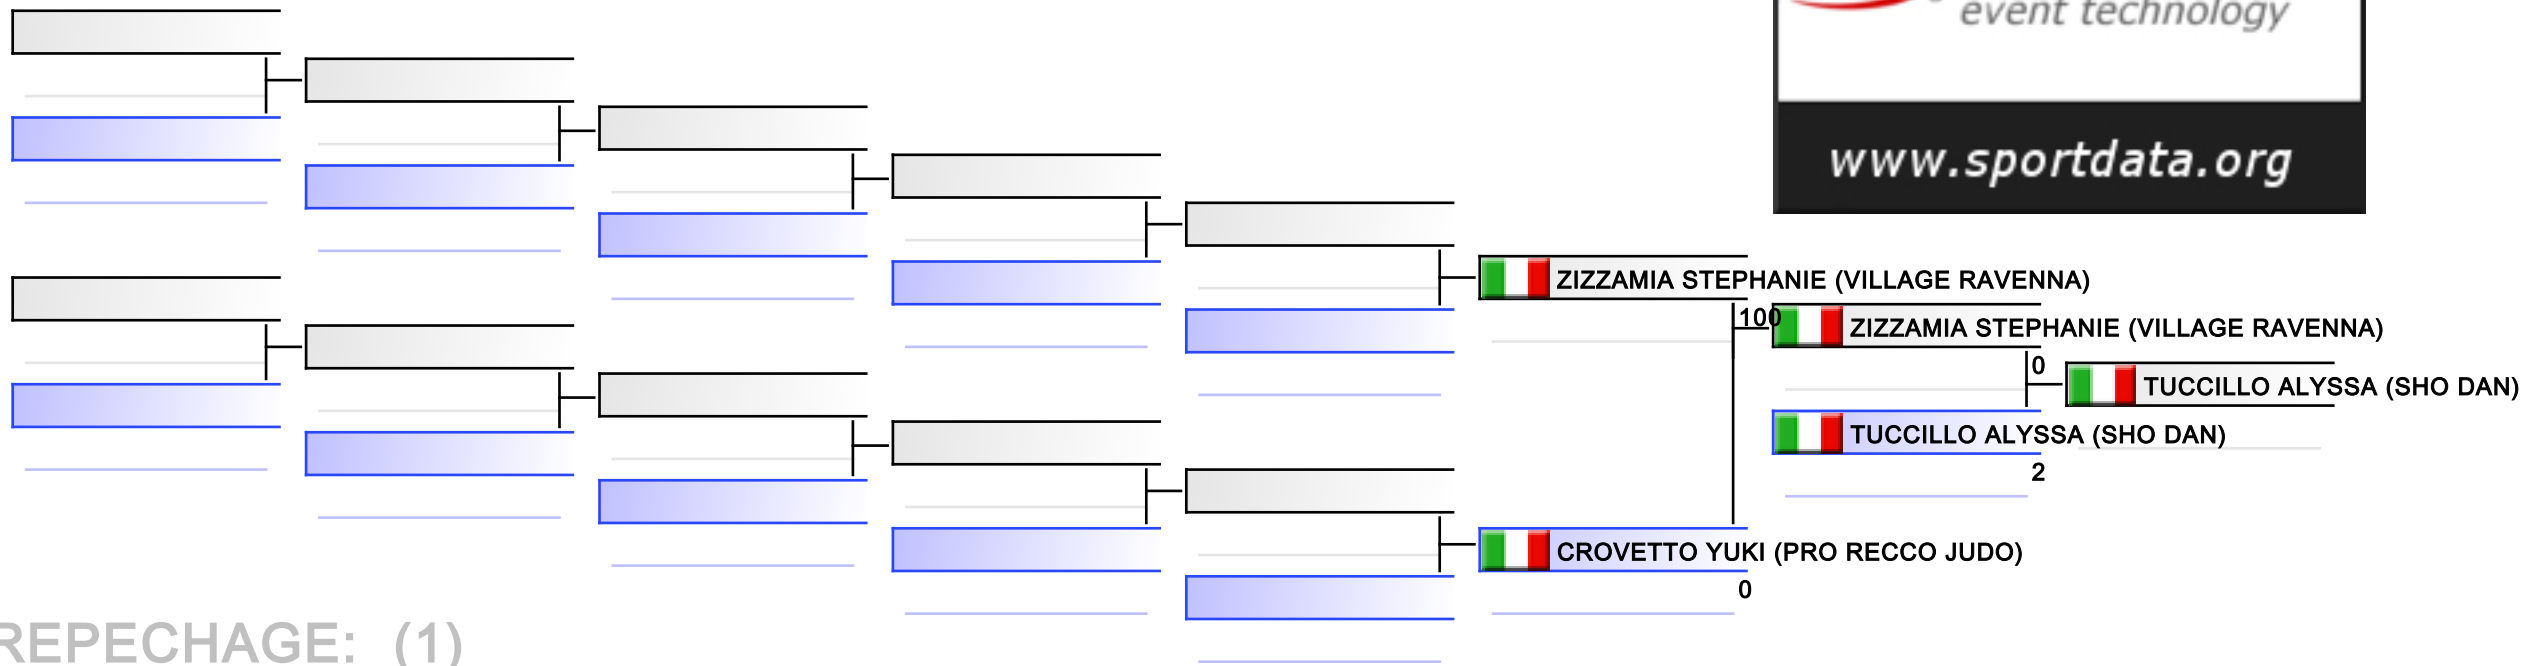 event technology
www.sportdata.org
ZIZZAMIA STEPHANIE (VILLAGE RAVENNA)
100
ZIZZAMIA STEPHANIE (VILLAGE RAVENNA)
0
TUCCILLO ALYSSA (SHO DAN)
TUCCILLO ALYSSA (SHO DAN)
2
CROVETTO YUKI (PRO RECCO JUDO)
0
REPECHAGE: (1)